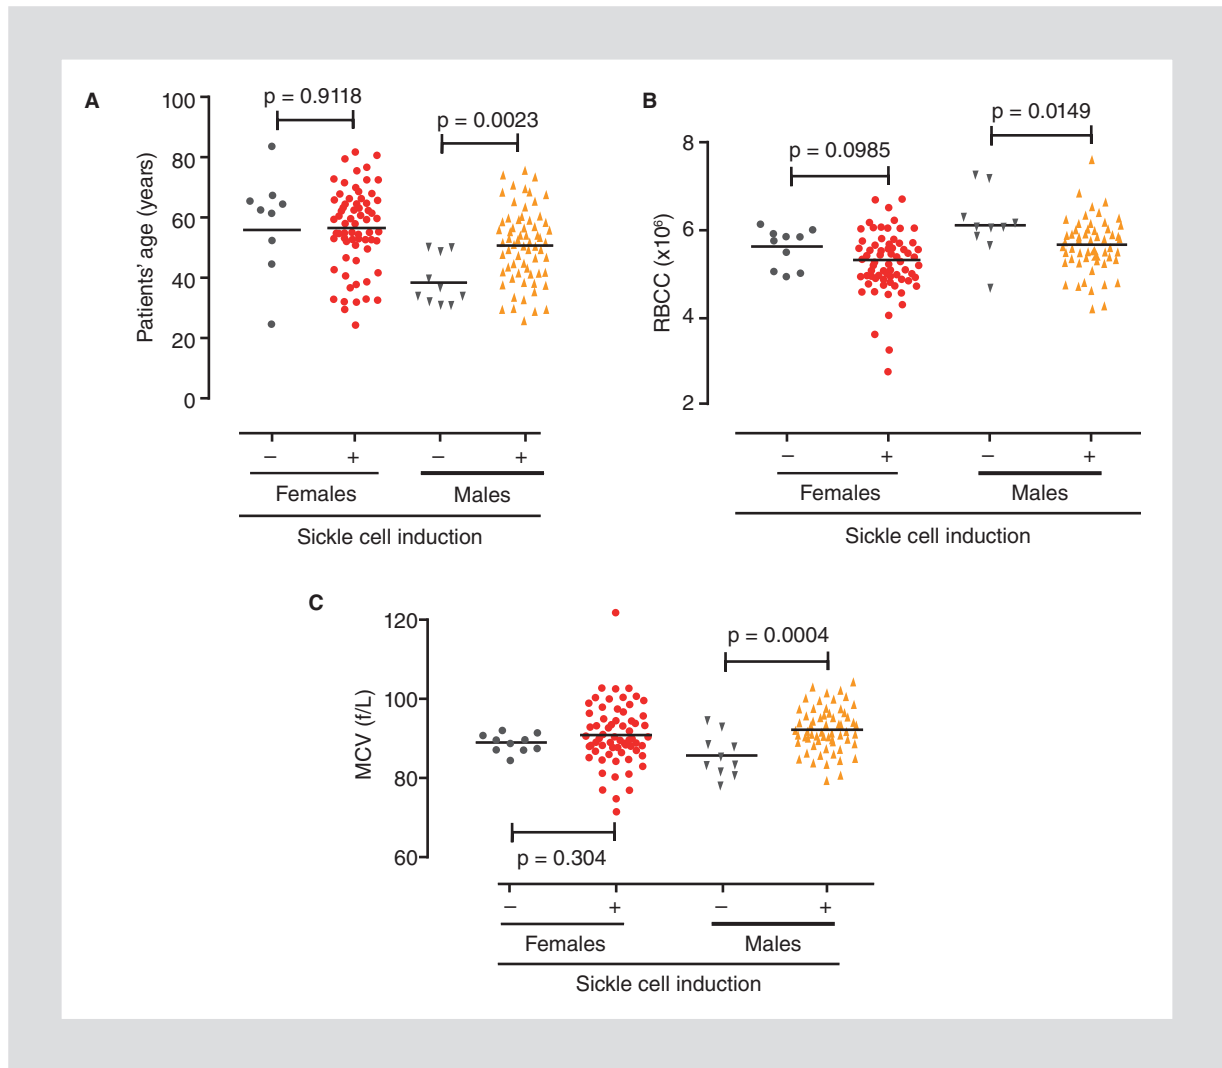 A
Patients' age (years)
100
80
60
40
20
0
p = 0.9118
p = 0.0023
– + – +
Females Males
Sickle cell induction
B
RBCC (x10⁶)
8
6
4
2
p = 0.0985
p = 0.0149
– + – +
Females Males
Sickle cell induction
C
MCV (f/L)
120
100
80
60
p = 0.304
p = 0.0004
– + – +
Females Males
Sickle cell induction